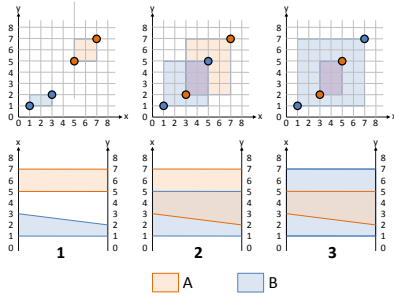 y y y
8 8 8
7 7 7
6 6 6
5 5 5
4 4 4
3 3 3
2 2 2
1 1 1
0 1 2 3 4 5 6 7 8 x 0 1 2 3 4 5 6 7 8 x 0 1 2 3 4 5 6 7 8 x
x y x y x y
8 8 8 8 8 8
7 7 7 7 7 7
6 6 6 6 6 6
5 5 5 5 5 5
4 4 4 4 4 4
3 3 3 3 3 3
2 2 2 2 2 2
1 1 1 1 1 1
0 0 0 0 0 0
1 2 3
A B